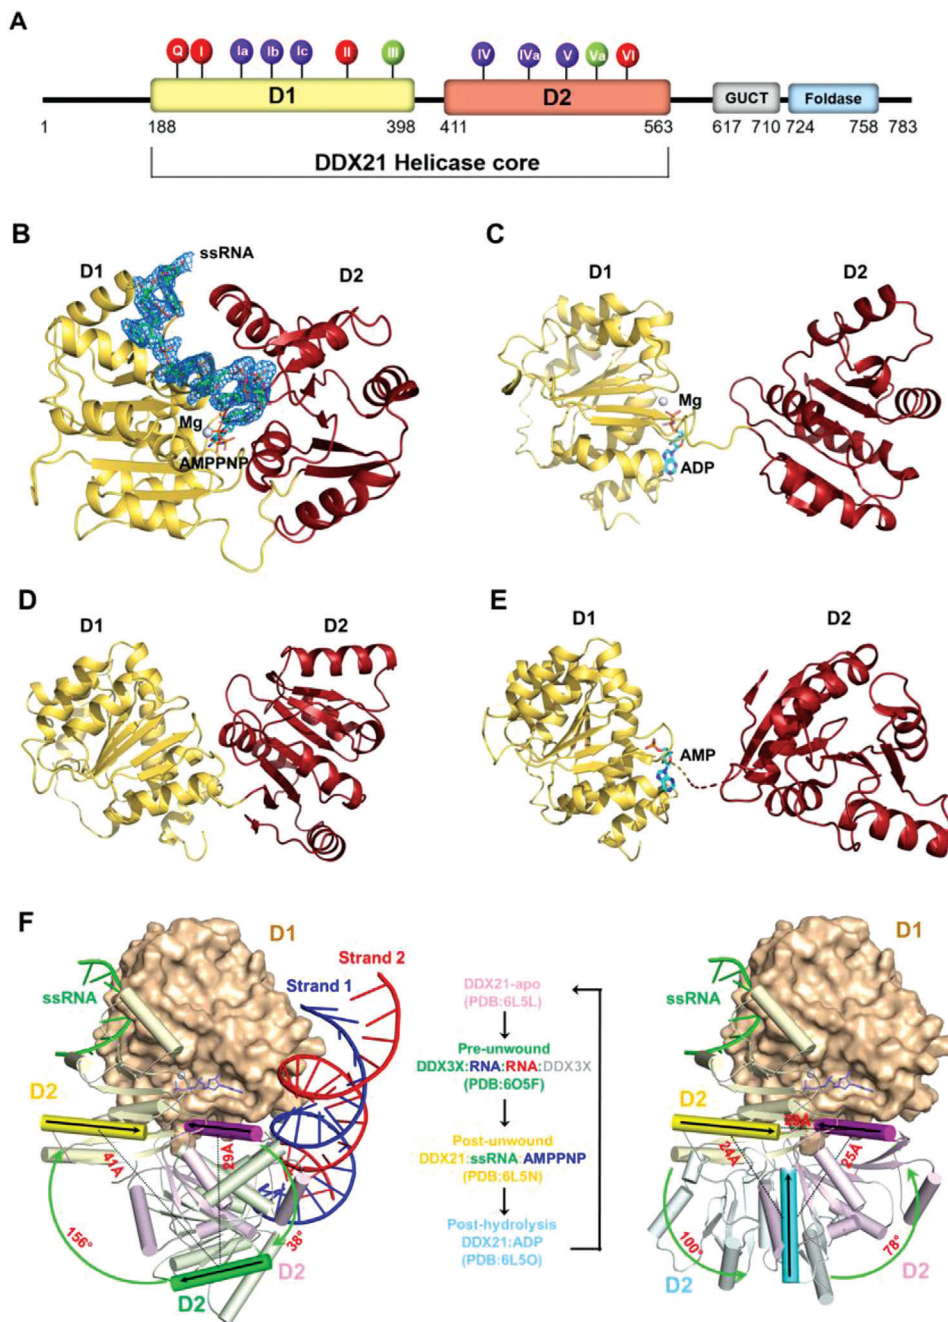 A
Q I Ia Ib Ic II III IV IVa V Va VI
D1 D2 GUCT Foldase
1 188 398 411 563 617 710 724 758 783
DDX21 Helicase core
B
ssRNA
D1
D2
Mg
AMPPNP
C
D1
D2
Mg
ADP
D
D1
D2
E
D1
D2
AMP
F
D1
Strand 2
Strand 1
ssRNA
D2
41Å
29Å
156°
38°
D2
D2
DDX21-apo
(PDB:6L5L)
Pre-unwound
DDX3X:RNA:RNA:DDX3X
(PDB:6O5F)
Post-unwound
DDX21:ssRNA:AMPPNP
(PDB:6L5N)
Post-hydrolysis
DDX21:ADP
(PDB:6L5O)
D1
ssRNA
D2
24Å
25Å
100°
78°
D2
D2